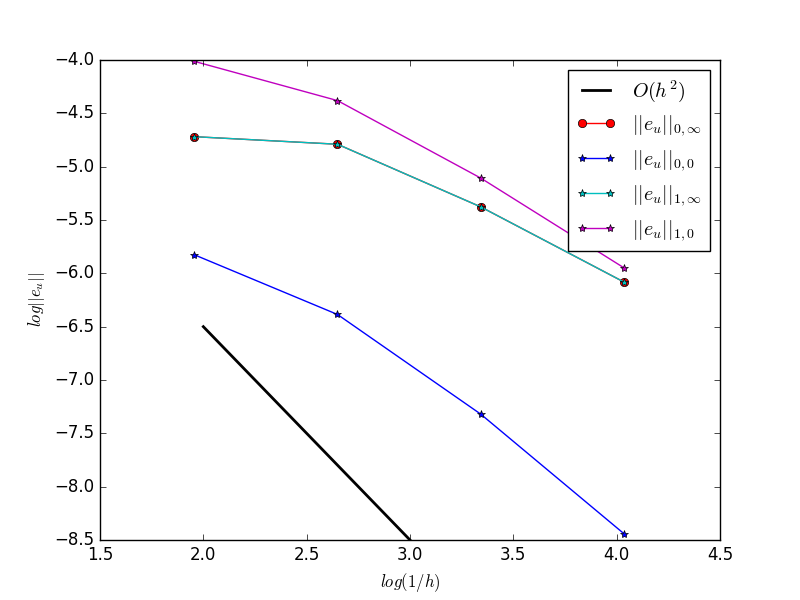 −4.0
−4.5
−5.0
−5.5
−6.0
−6.5
−7.0
−7.5
−8.0
−8.5
log||e_u||
1.5 2.0 2.5 3.0 3.5 4.0 4.5
log(1/h)
O(h^2)
||e_u||_{0,∞}
||e_u||_{0,0}
||e_u||_{1,∞}
||e_u||_{1,0}